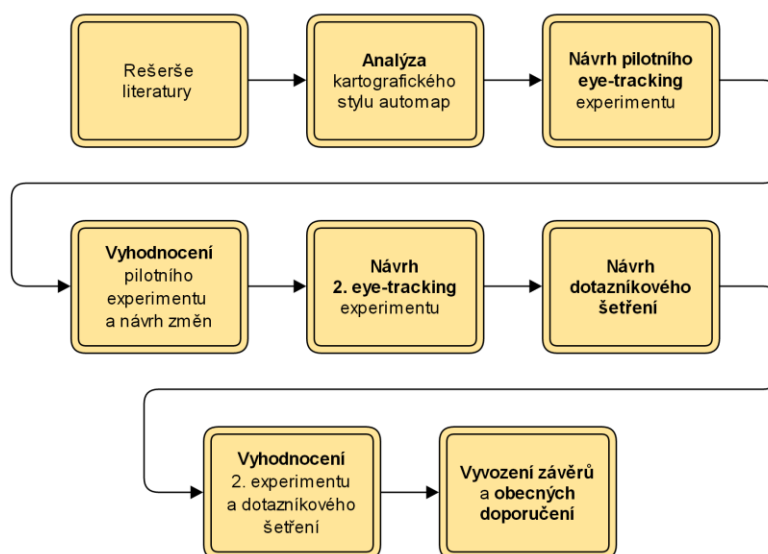 Rešerše
literatury
Analýza
kartografického
stylu automap
Návrh pilotního
eye-tracking
experimentu
Vyhodnocení
pilotního
experimentu
a návrh změn
Návrh
2. eye-tracking
experimentu
Návrh
dotazníkového
šetření
Vyhodnocení
2. experimentu
a dotazníkového
šetření
Vyvození závěrů
a obecných
doporučení